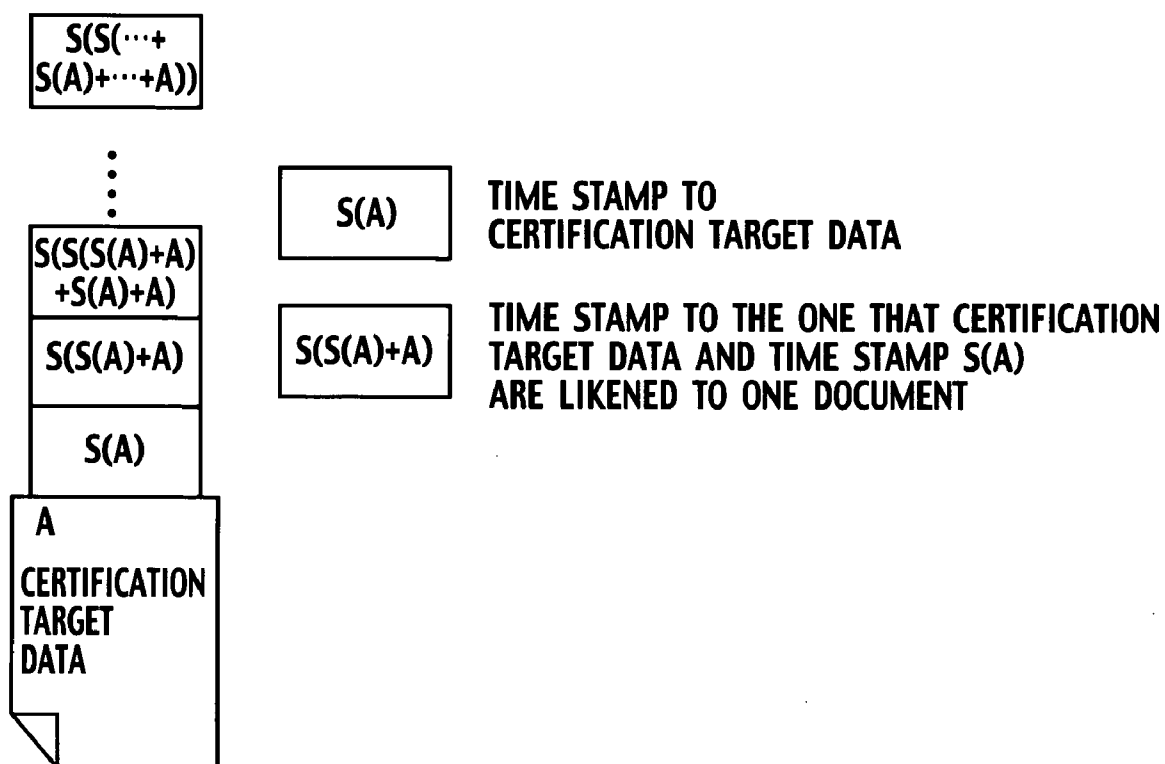 S(S(···+
S(A)+···+A))
S(S(S(A)+A)
+S(A)+A)
S(S(A)+A)
S(A)
A
CERTIFICATION
TARGET
DATA
S(A)
TIME STAMP TO
CERTIFICATION TARGET DATA
S(S(A)+A)
TIME STAMP TO THE ONE THAT CERTIFICATION
TARGET DATA AND TIME STAMP S(A)
ARE LIKENED TO ONE DOCUMENT